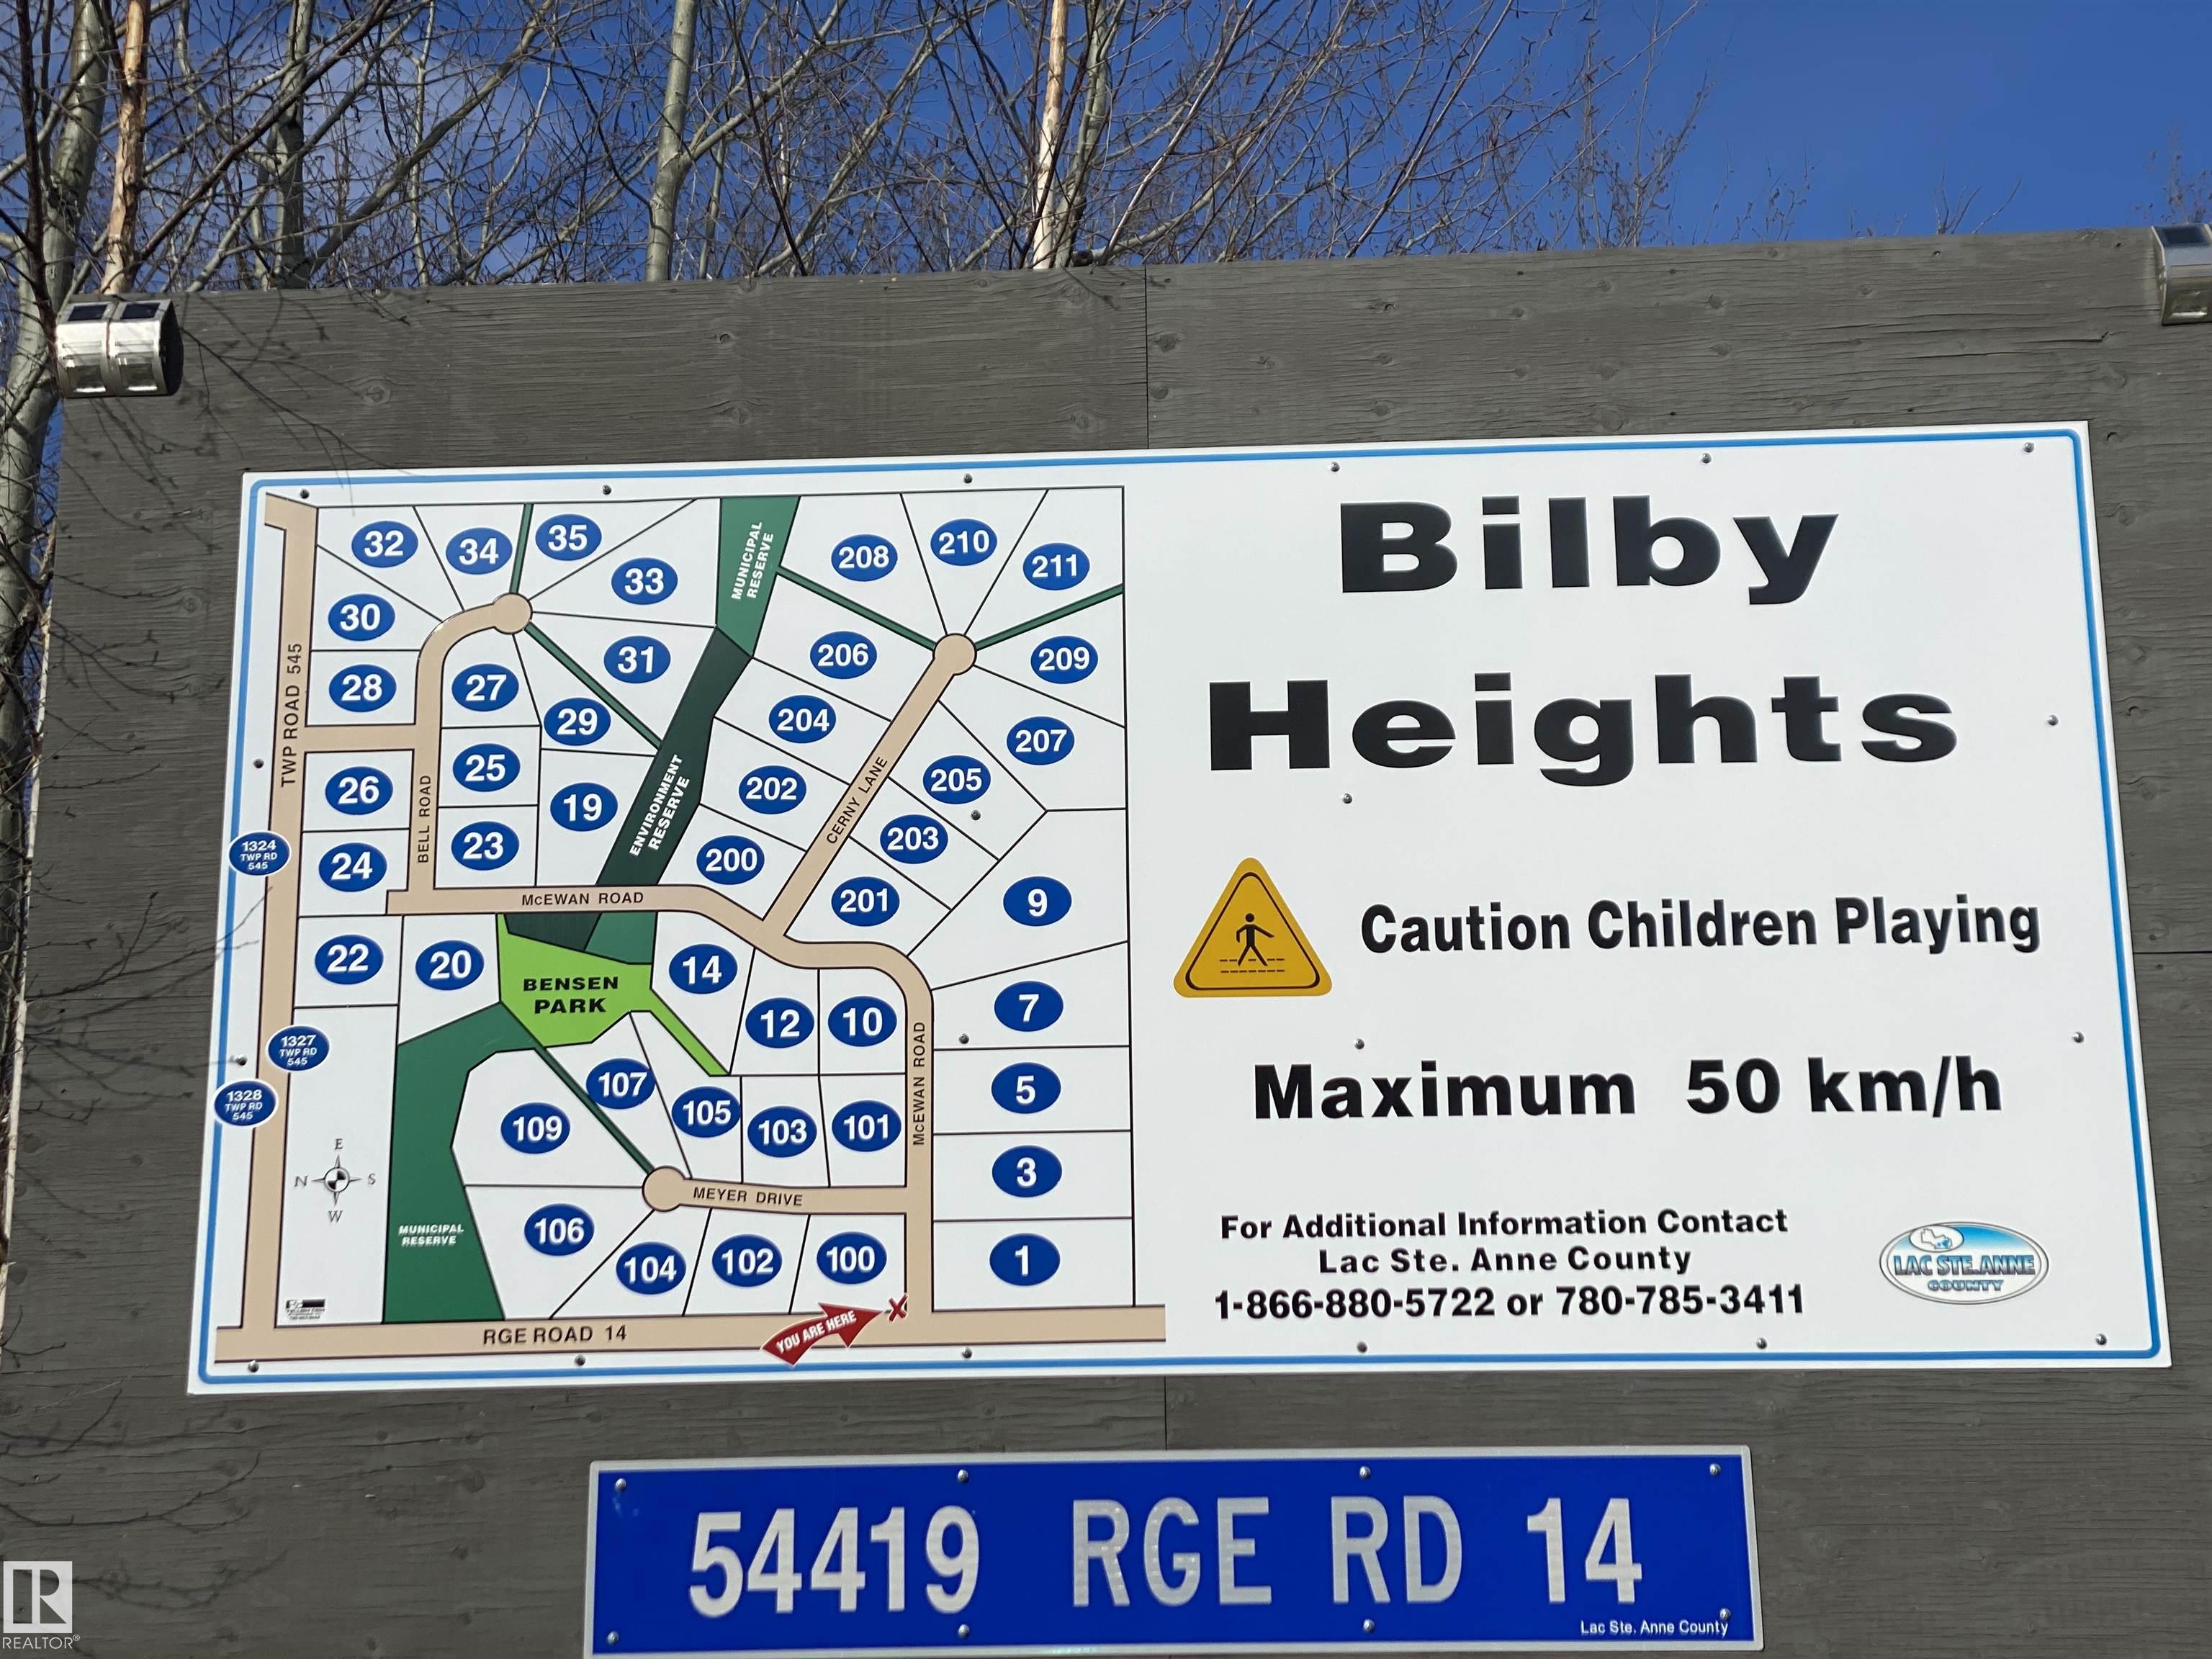 Bilby
Heights
Caution Children Playing
Maximum 50 km/h
For Additional Information Contact
Lac Ste. Anne County
1-866-880-5722 or 780-785-3411
LAC STE. ANNE
COUNTY
32
34
35
33
MUNICIPAL
RESERVE
208
210
211
30
31
206
209
28
27
29
204
207
TWP ROAD 545
26
25
19
ENVIRONMENT
RESERVE
202
205
CERNY LANE
BELL ROAD
1324
TWP RD
545
24
23
200
203
201
9
McEWAN ROAD
22
20
BENSEN
PARK
14
12
10
7
1327
TWP RD
545
1328
TWP RD
545
107
105
103
101
109
McEWAN ROAD
5
3
1
E
N
S
W
MEYER DRIVE
MUNICIPAL
RESERVE
106
104
102
100
YOU ARE HERE
X
RGE ROAD 14
54419 RGE RD 14
Lac Ste. Anne County
R
REALTOR®